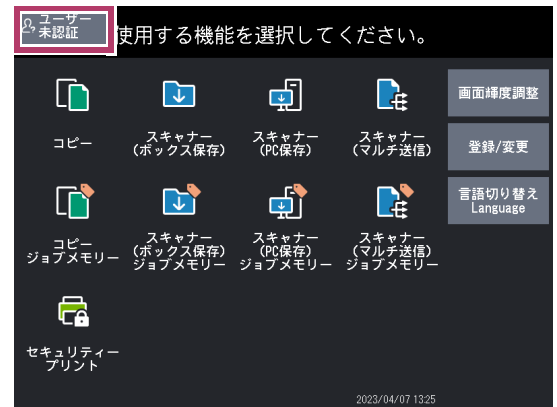 ユーザー
未認証
使用する機能を選択してください。
コピー
スキャナー
(ボックス保存)
スキャナー
(PC保存)
スキャナー
(マルチ送信)
画面輝度調整
登録/変更
言語切り替え
Language
コピー
ジョブメモリー
スキャナー
(ボックス保存)
ジョブメモリー
スキャナー
(PC保存)
ジョブメモリー
スキャナー
(マルチ送信)
ジョブメモリー
セキュリティー
プリント
2023/04/07 13:25